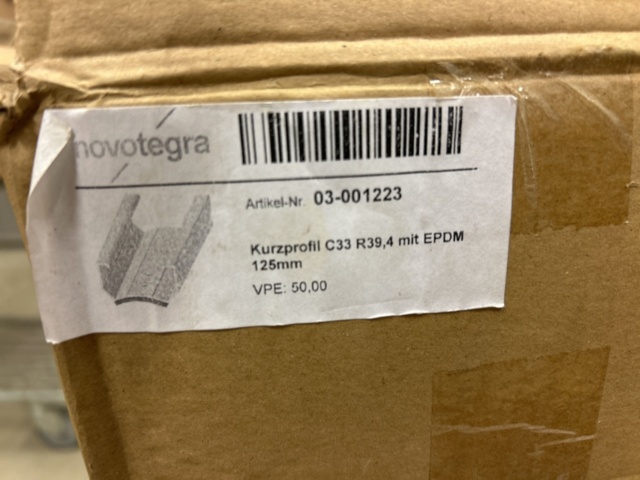 novotegra
Artikel-Nr. 03-001223
Kurzprofil C33 R39,4 mit EPDM
125mm
VPE: 50,00